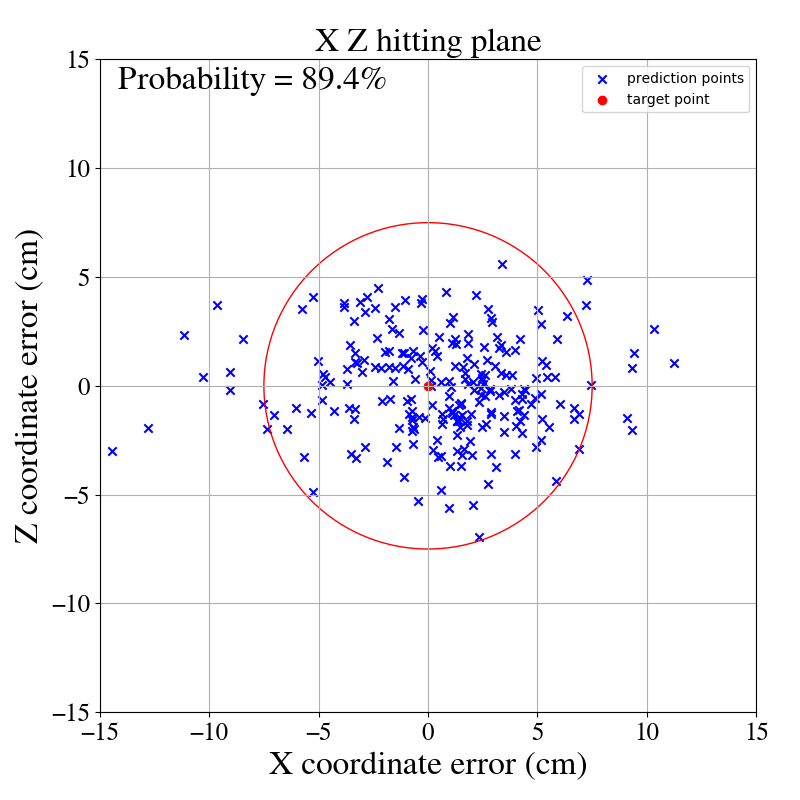 X Z hitting plane
Probability = 89.4%
prediction points
target point
Z coordinate error (cm)
15
10
5
0
−5
−10
−15
−15
−10
−5
0
5
10
15
X coordinate error (cm)